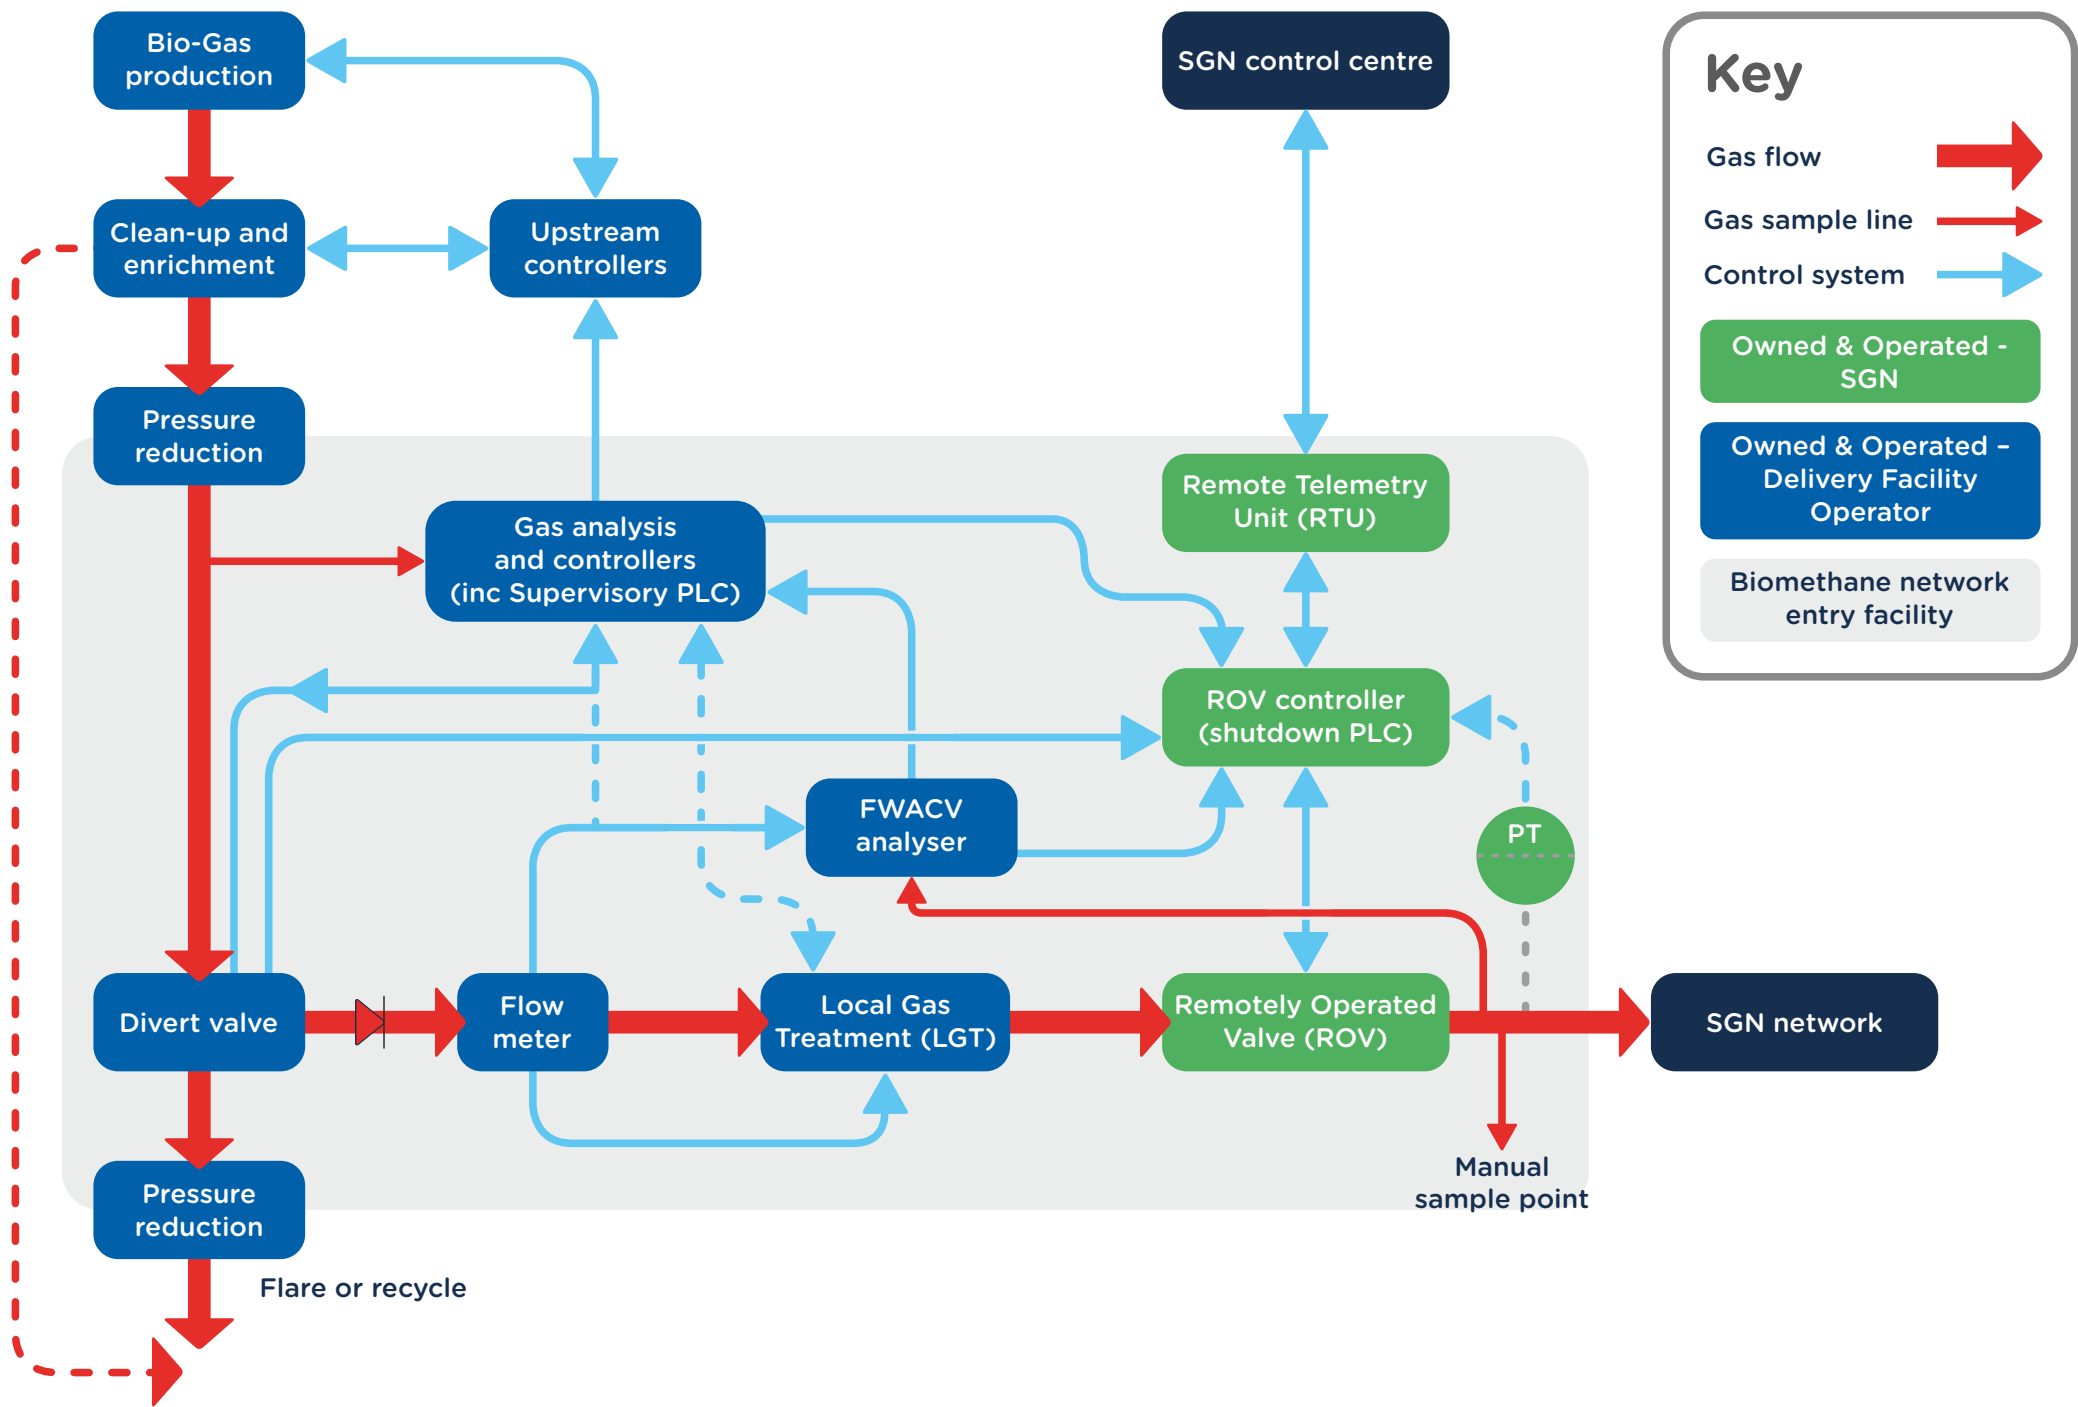 Bio-Gas
production
SGN control centre
Key
Gas flow
Gas sample line
Control system
Owned & Operated -
SGN
Owned & Operated –
Delivery Facility
Operator
Biomethane network
entry facility
Clean-up and
enrichment
Upstream
controllers
Pressure
reduction
Gas analysis
and controllers
(inc Supervisory PLC)
Remote Telemetry
Unit (RTU)
ROV controller
(shutdown PLC)
FWACV
analyser
PT
Divert valve
Flow
meter
Local Gas
Treatment (LGT)
Remotely Operated
Valve (ROV)
SGN network
Manual
sample point
Pressure
reduction
Flare or recycle